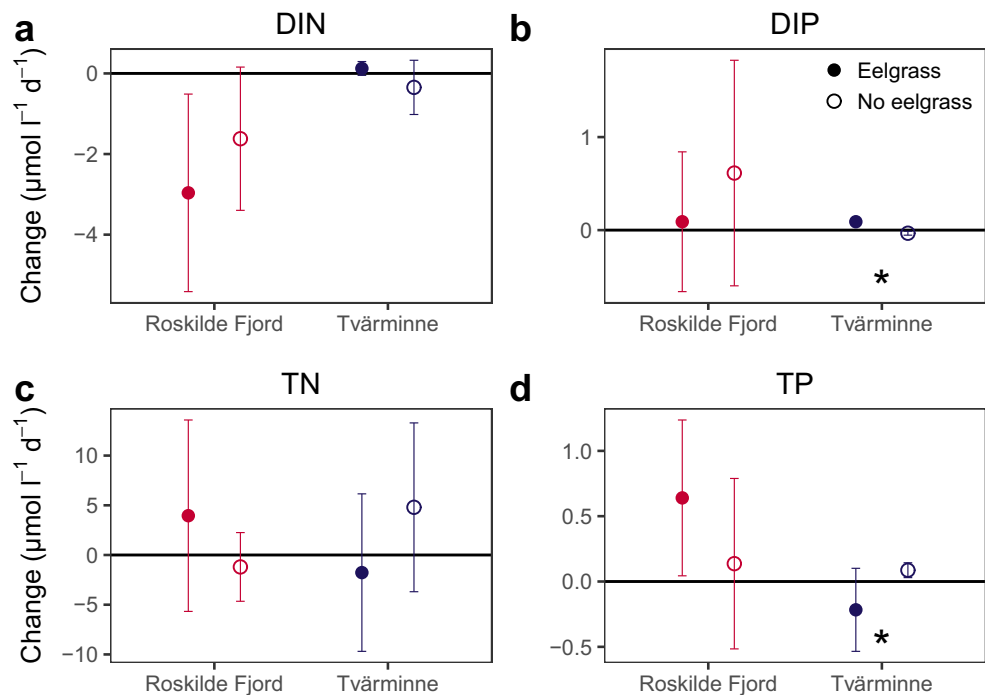 a
DIN
Change (μmol l⁻¹ d⁻¹)
0
−2
−4
Roskilde Fjord
Tvärminne
b
DIP
Eelgrass
No eelgrass
1
0
*
Roskilde Fjord
Tvärminne
c
TN
Change (μmol l⁻¹ d⁻¹)
10
5
0
−5
−10
Roskilde Fjord
Tvärminne
d
TP
1.0
0.5
0.0
−0.5
*
Roskilde Fjord
Tvärminne